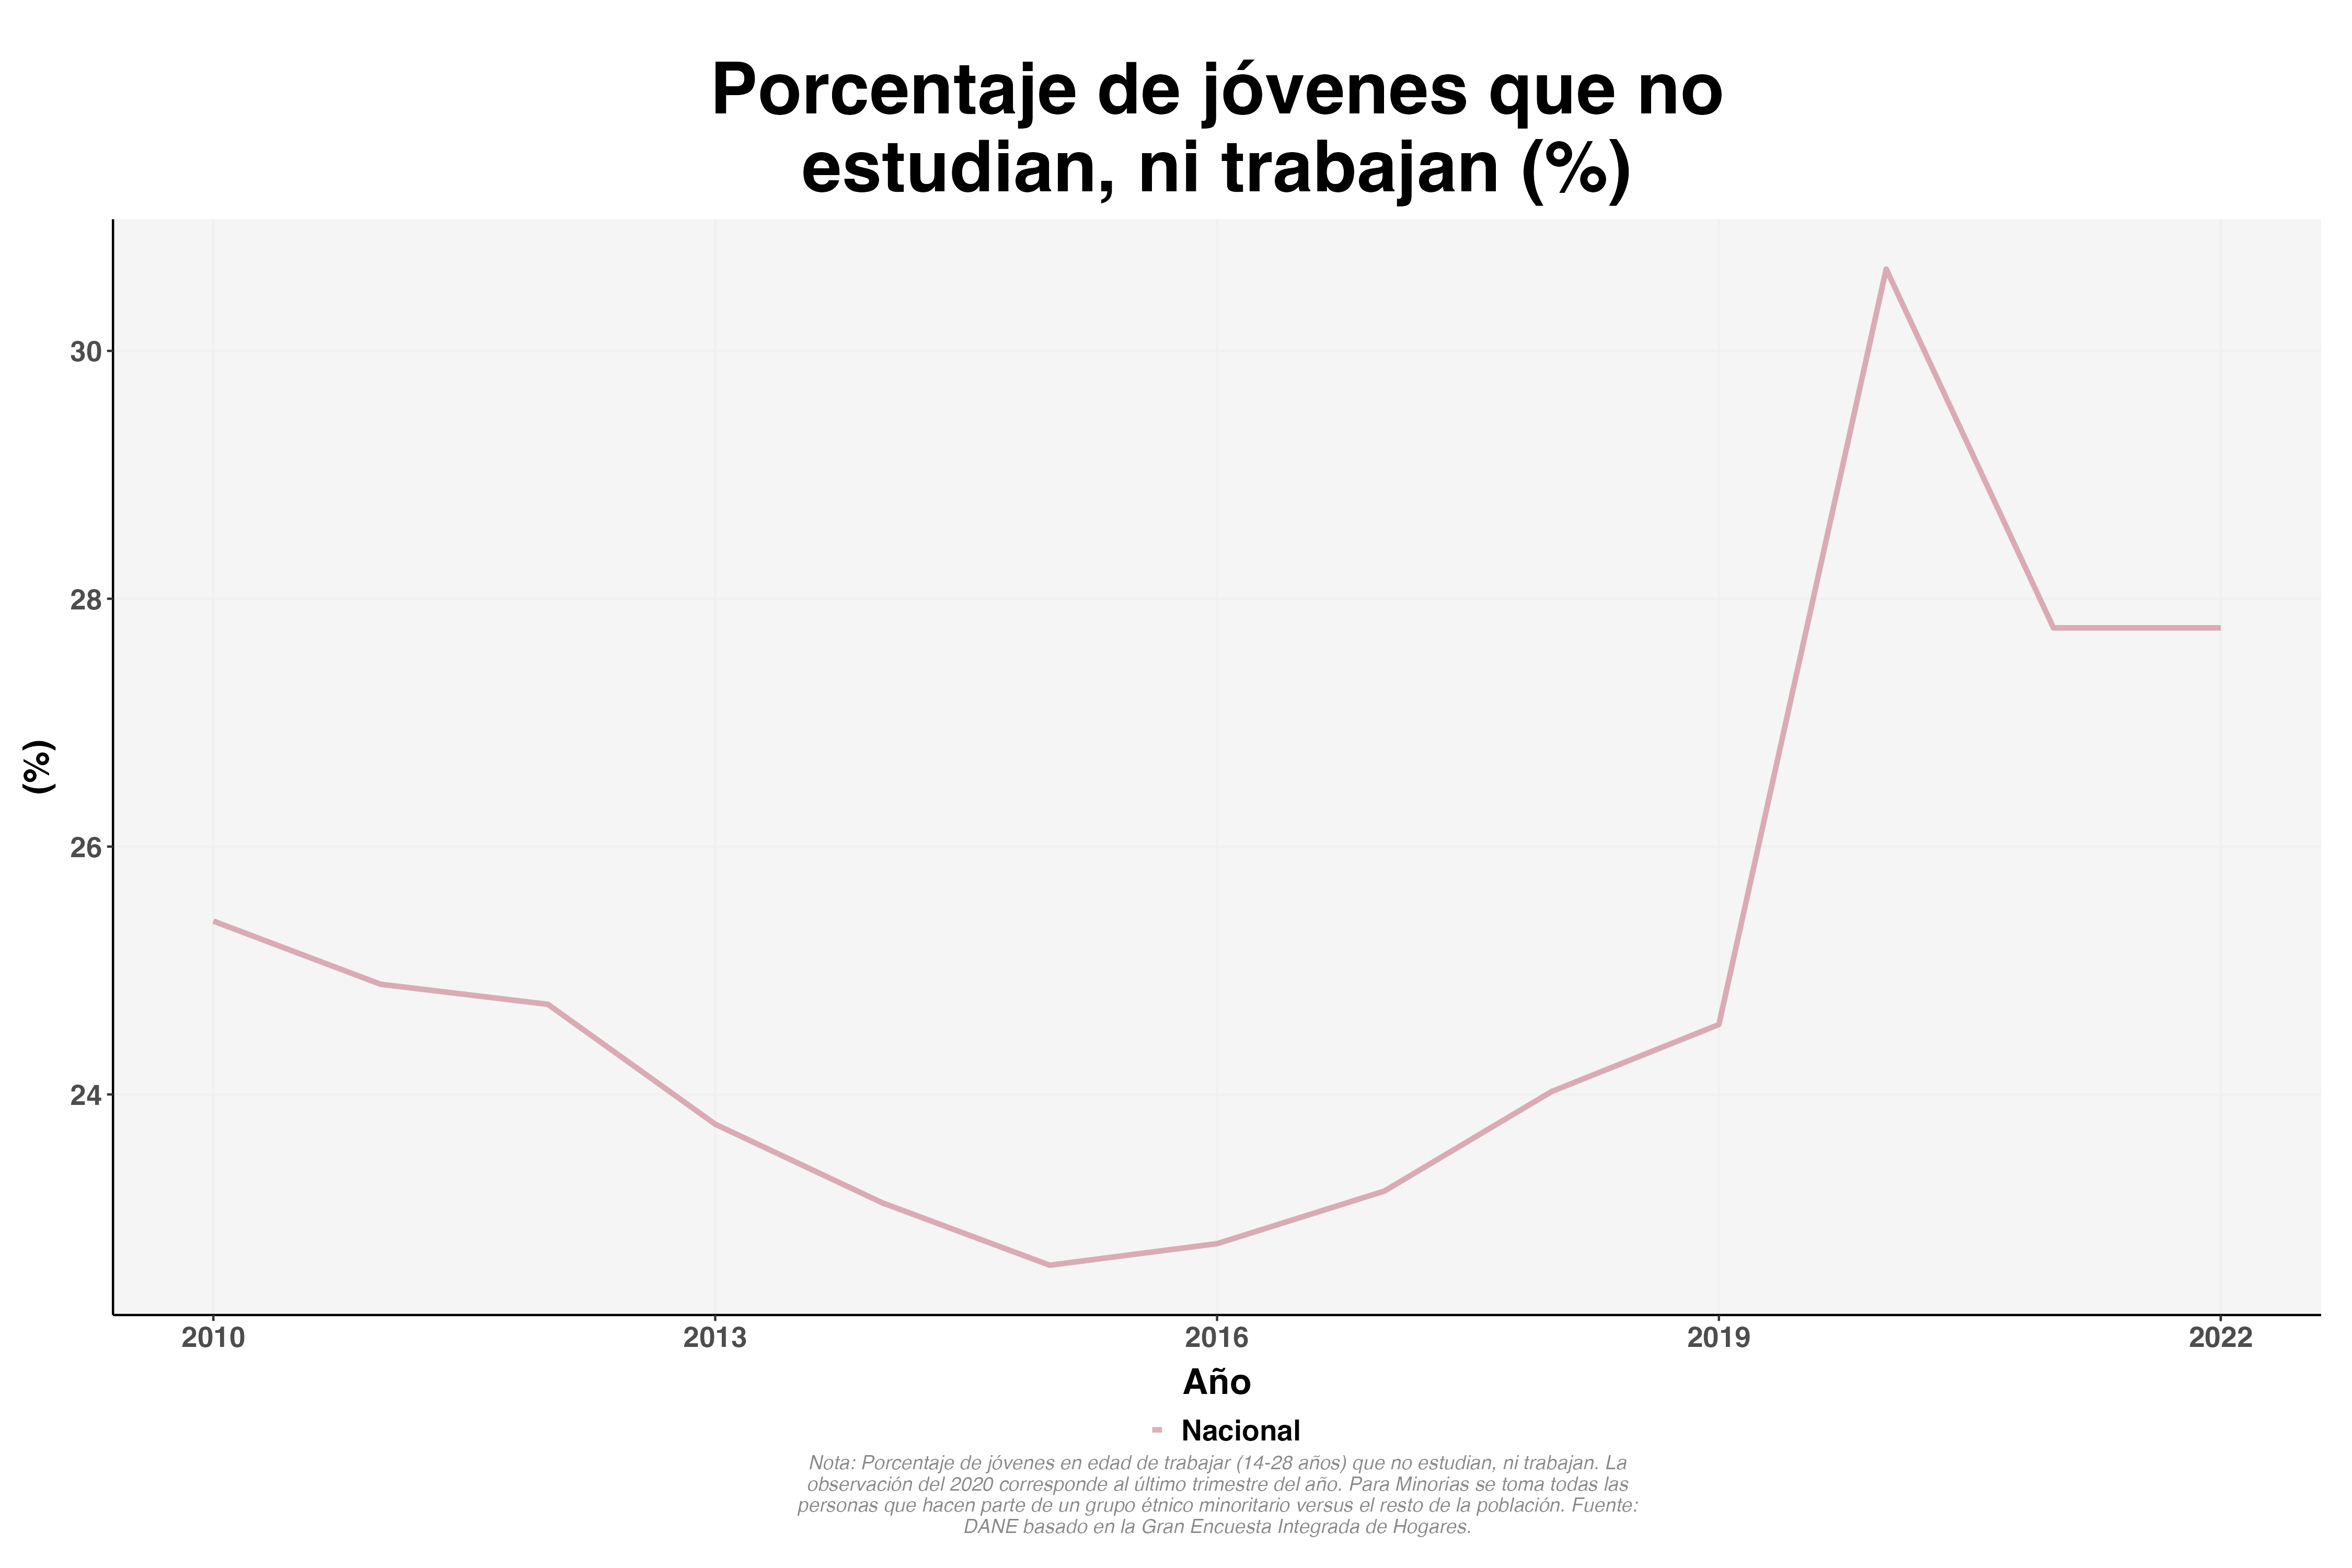 Porcentaje de jóvenes que no
estudian, ni trabajan (%)
30
28
26
24
(%)
2010 2013 2016 2019 2022
Año
Nacional
Nota: Porcentaje de jóvenes en edad de trabajar (14-28 años) que no estudian, ni trabajan. La
observación del 2020 corresponde al último trimestre del año. Para Minorias se toma todas las
personas que hacen parte de un grupo étnico minoritario versus el resto de la población. Fuente:
DANE basado en la Gran Encuesta Integrada de Hogares.